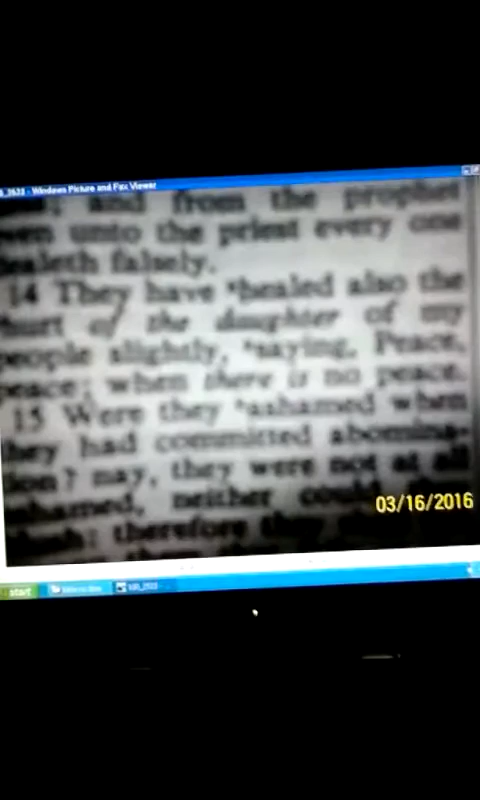 - Windows Picture and Fax Viewer
and from the prophet
unto the priest every one
dealeth falsely.
14 They have healed also the
hurt of the daughter of my
people slightly, saying, Peace,
peace; when there is no peace.
15 Were they ashamed when
they had committed abomina-
tion? nay, they were not at all
ashamed, neither could
blush: therefore they
03/16/2016
start